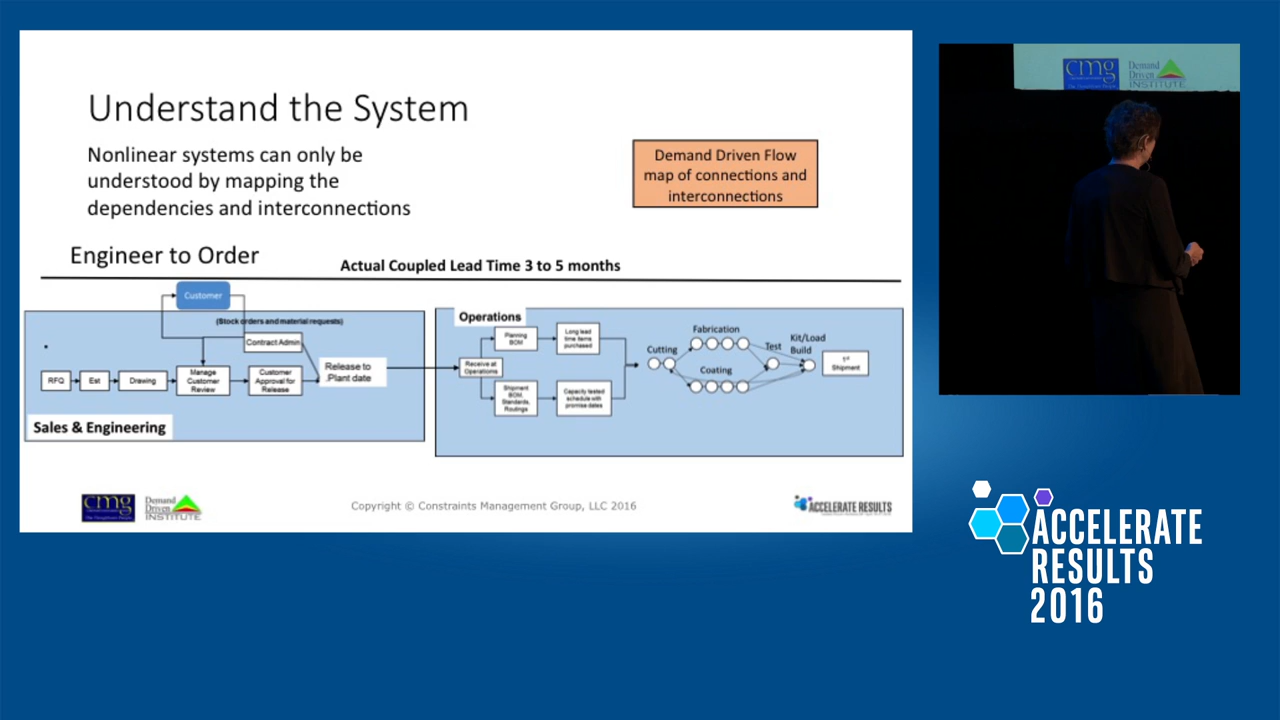 Understand the System
Nonlinear systems can only be
understood by mapping the
dependencies and interconnections
Demand Driven Flow
map of connections and
interconnections
Engineer to Order
Actual Coupled Lead Time 3 to 5 months
Customer
(Stock orders and material requests)
Contract Admin
RFQ
Est
Drawing
Manage
Customer
Review
Customer
Approval for
Release
Release to
Plant date
Sales & Engineering
Operations
Receive at
Operations
Planning
BOM
Long lead
time items
purchased
Shipment
BOM,
Standards,
Routings
Capacity tested
schedule with
promise dates
Cutting
Fabrication
Coating
Test
Kit/Load
Build
1st
Shipment
cmg
Demand
Driven
INSTITUTE
Copyright © Constraints Management Group, LLC 2016
ACCELERATE RESULTS
cmg
Demand
Driven
INSTITUTE
ACCELERATE
RESULTS
2016